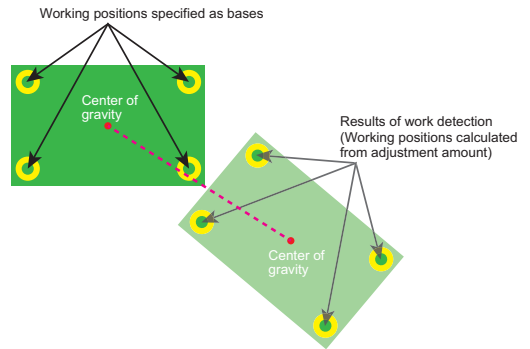 Working positions specified as bases
Center of
gravity
Results of work detection
(Working positions calculated
from adjustment amount)
Center of
gravity